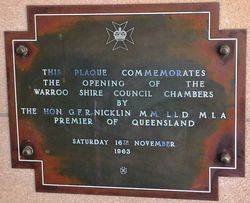 THIS PLAQUE COMMEMORATES
THE OPENING OF THE
WARROO SHIRE COUNCIL CHAMBERS
BY
THE HON. G.F.R. NICKLIN M.M. L.L.D. M.L.A.
PREMIER OF QUEENSLAND
SATURDAY 16TH NOVEMBER
1963